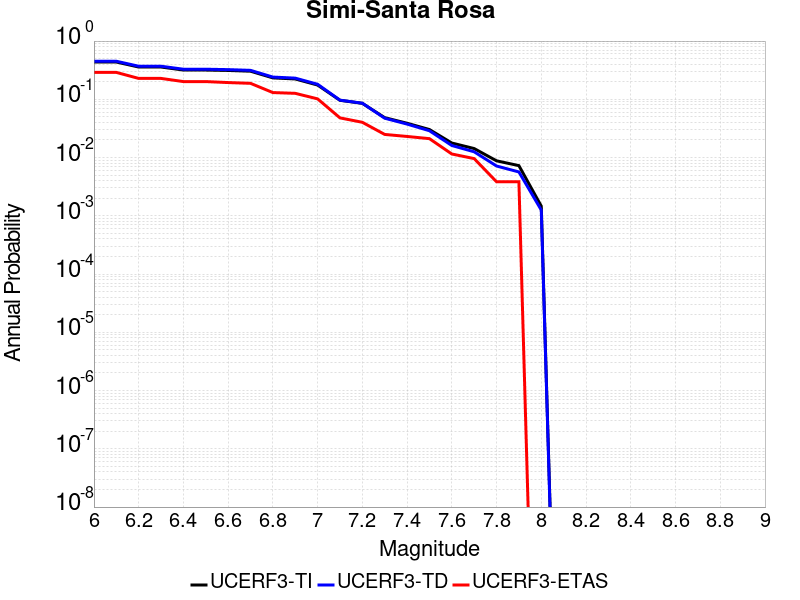 Simi-Santa Rosa
Annual Probability
10^0
10^-1
10^-2
10^-3
10^-4
10^-5
10^-6
10^-7
10^-8
6 6.2 6.4 6.6 6.8 7 7.2 7.4 7.6 7.8 8 8.2 8.4 8.6 8.8 9
Magnitude
UCERF3-TI UCERF3-TD UCERF3-ETAS